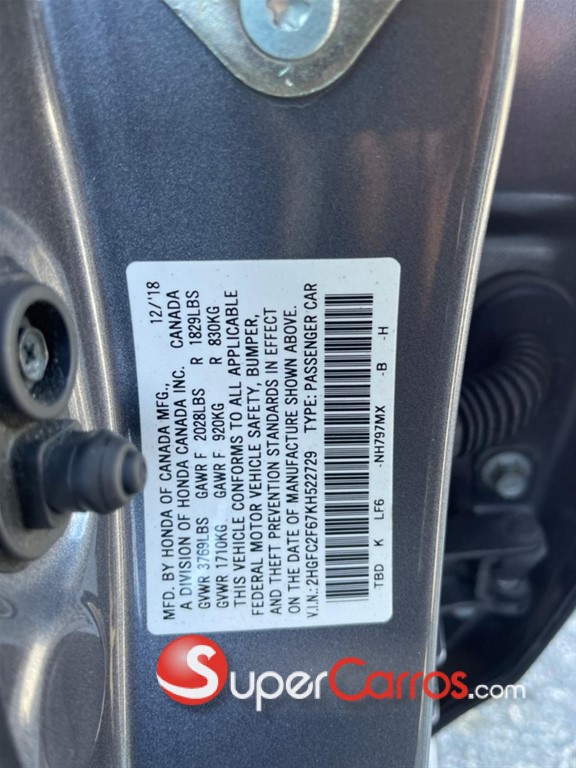 MFD. BY HONDA OF CANADA MFG., 12/'18
A DIVISION OF HONDA CANADA INC. CANADA
GVWR 3769LBS GAWR F 2028LBS R 1829LBS
GVWR 1710KG GAWR F 920KG R 830KG
THIS VEHICLE CONFORMS TO ALL APPLICABLE
FEDERAL MOTOR VEHICLE SAFETY, BUMPER,
AND THEFT PREVENTION STANDARDS IN EFFECT
ON THE DATE OF MANUFACTURE SHOWN ABOVE.
V.I.N.: 2HGFC2F67KH522729 TYPE: PASSENGER CAR
TBD K LF6 -NH797MX -B -H
SuperCarros.com